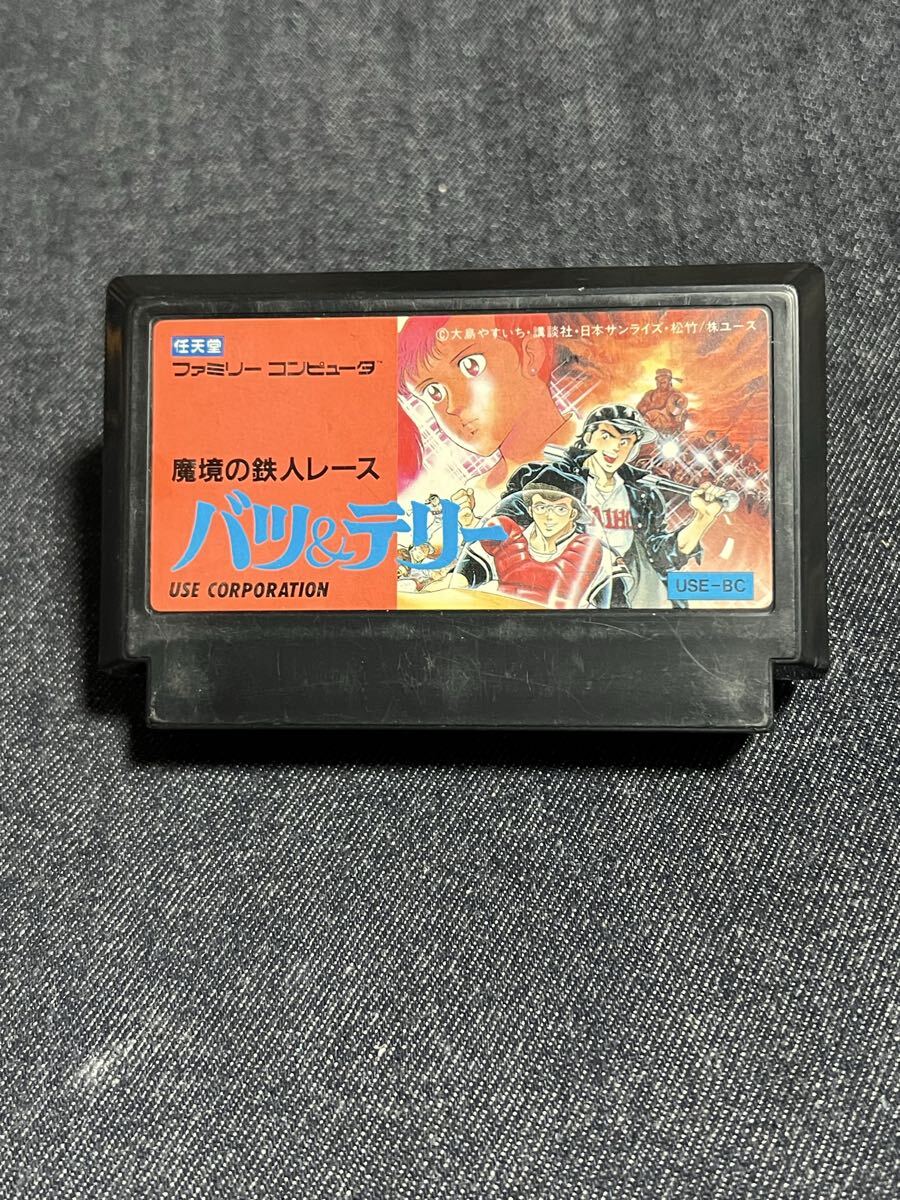 任天堂
ファミリー コンピュータ™
©大島やすいち・講談社・日本サンライズ・松竹/㈱ユース
魔境の鉄人レース
バツ&テリー
USE CORPORATION
USE-BC